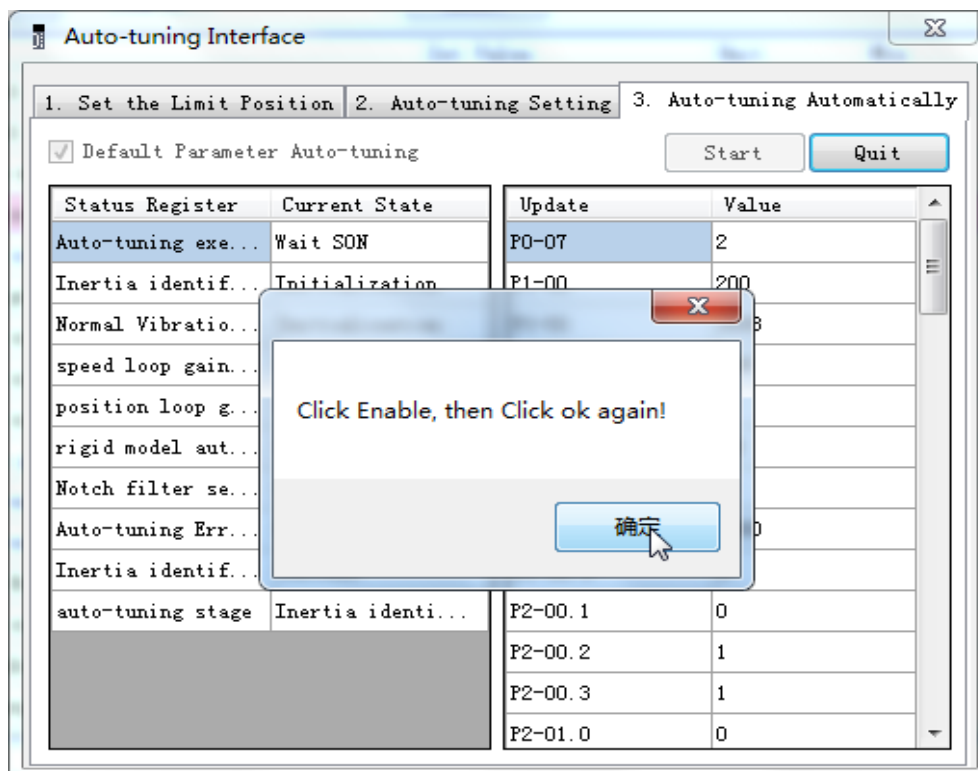 Auto-tuning Interface
1. Set the Limit Position 2. Auto-tuning Setting 3. Auto-tuning Automatically
Default Parameter Auto-tuning Start Quit
Status Register Current State Update Value
Auto-tuning exe... Wait SON P0-07 2
Inertia identif... Initialization P1-00 200
Normal Vibratio...
speed loop gain...
position loop g...
Click Enable, then Click ok again!
rigid model aut...
Notch filter se...
Auto-tuning Err...
确定
Inertia identif...
auto-tuning stage Inertia identi... P2-00.1 0
P2-00.2 1
P2-00.3 1
P2-01.0 0